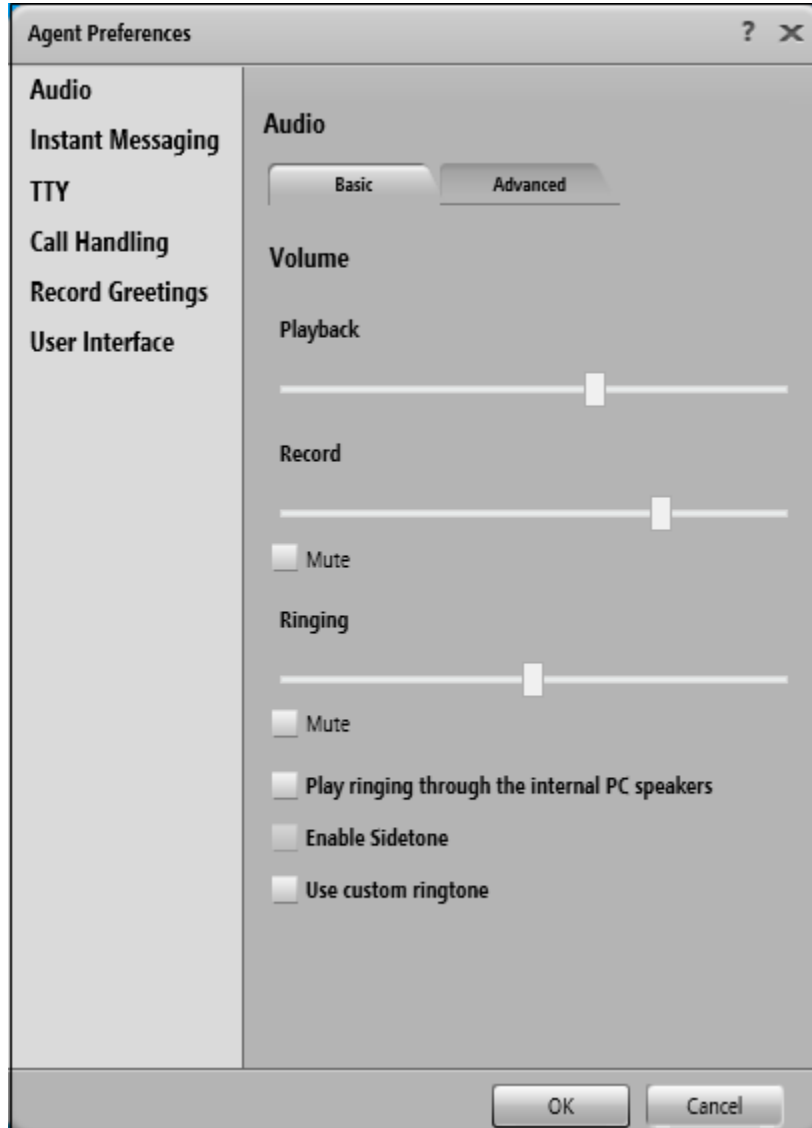 Agent Preferences ?
Audio
Instant Messaging
TTY
Call Handling
Record Greetings
User Interface
Audio
Basic Advanced
Volume
Playback
Record
Mute
Ringing
Mute
Play ringing through the internal PC speakers
Enable Sidetone
Use custom ringtone
OK Cancel